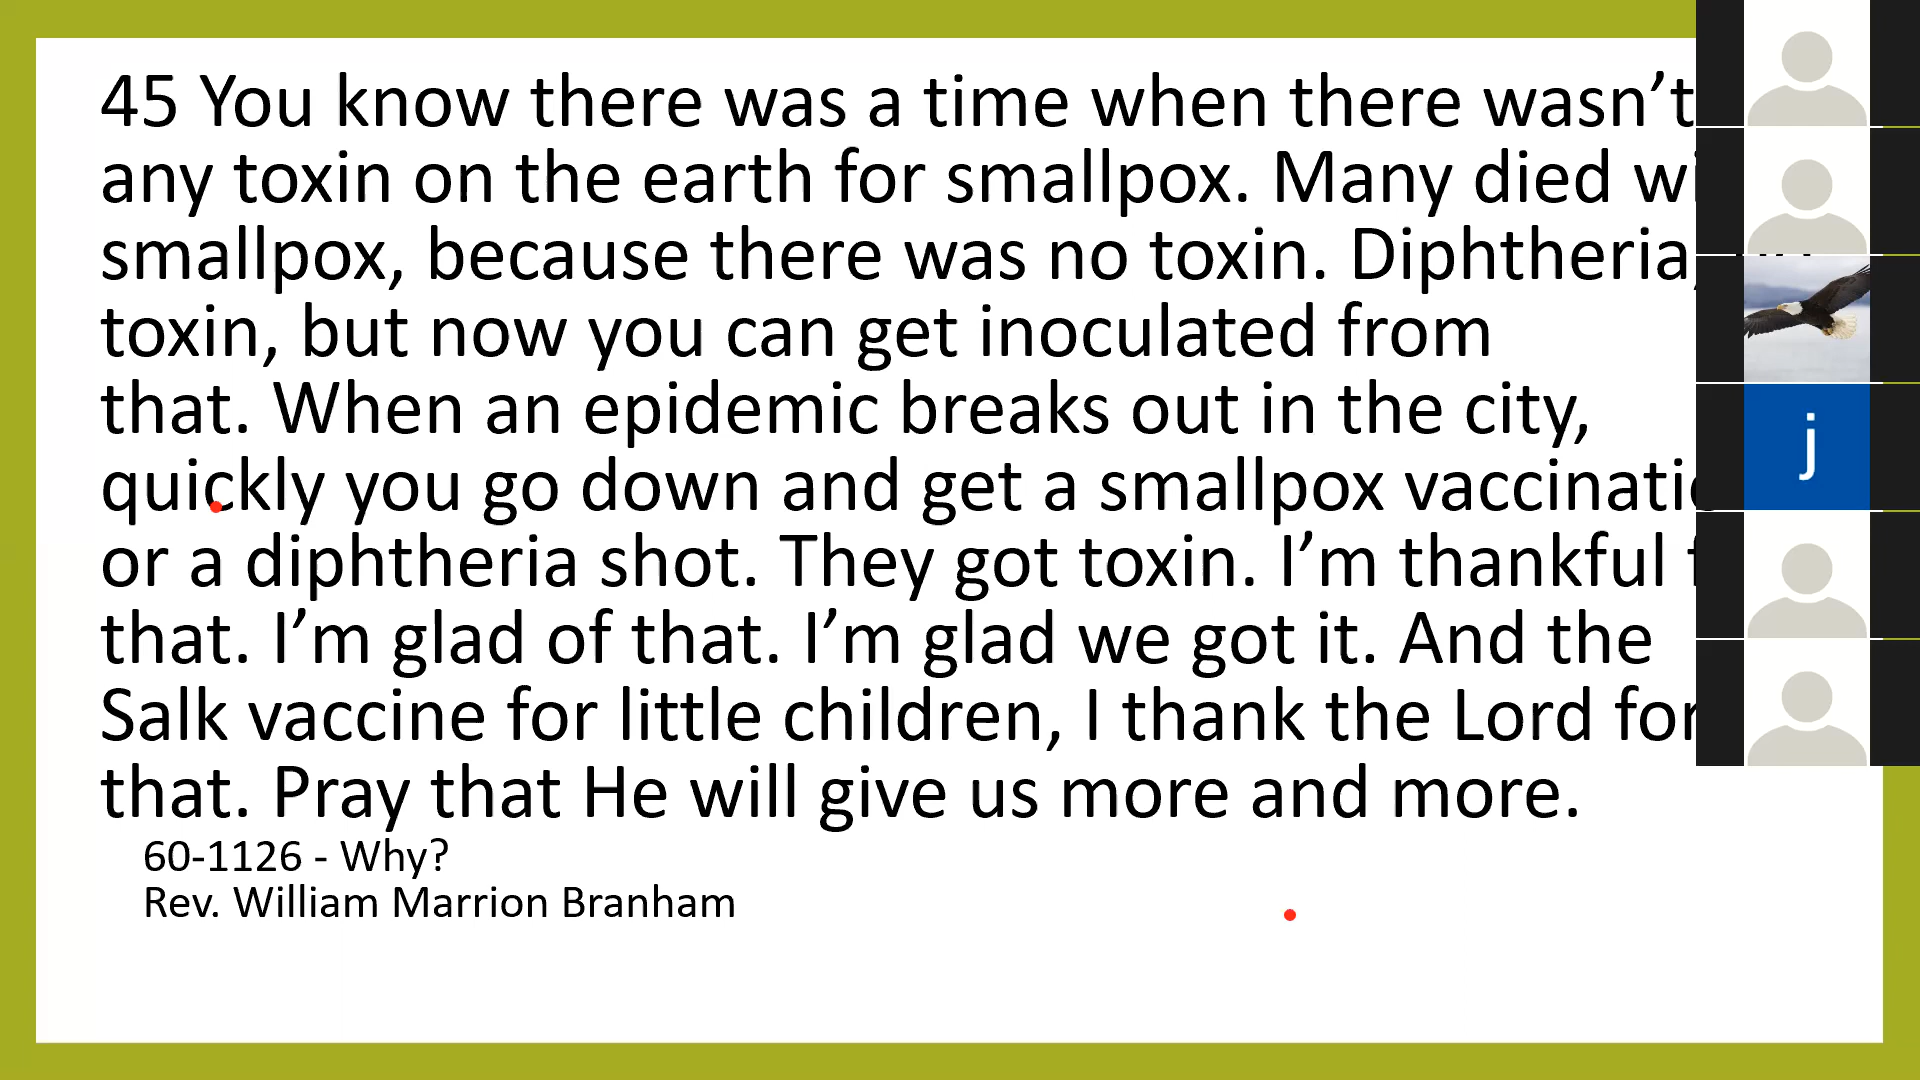 45 You know there was a time when there wasn’t
any toxin on the earth for smallpox. Many died
smallpox, because there was no toxin. Diphtheria,
toxin, but now you can get inoculated from
that. When an epidemic breaks out in the city,
quickly you go down and get a smallpox
or a diphtheria shot. They got toxin. I’m thankful
that. I’m glad of that. I’m glad we got it. And the
Salk vaccine for little children, I thank the Lord for
that. Pray that He will give us more and more.
60-1126 - Why?
Rev. William Marrion Branham
j